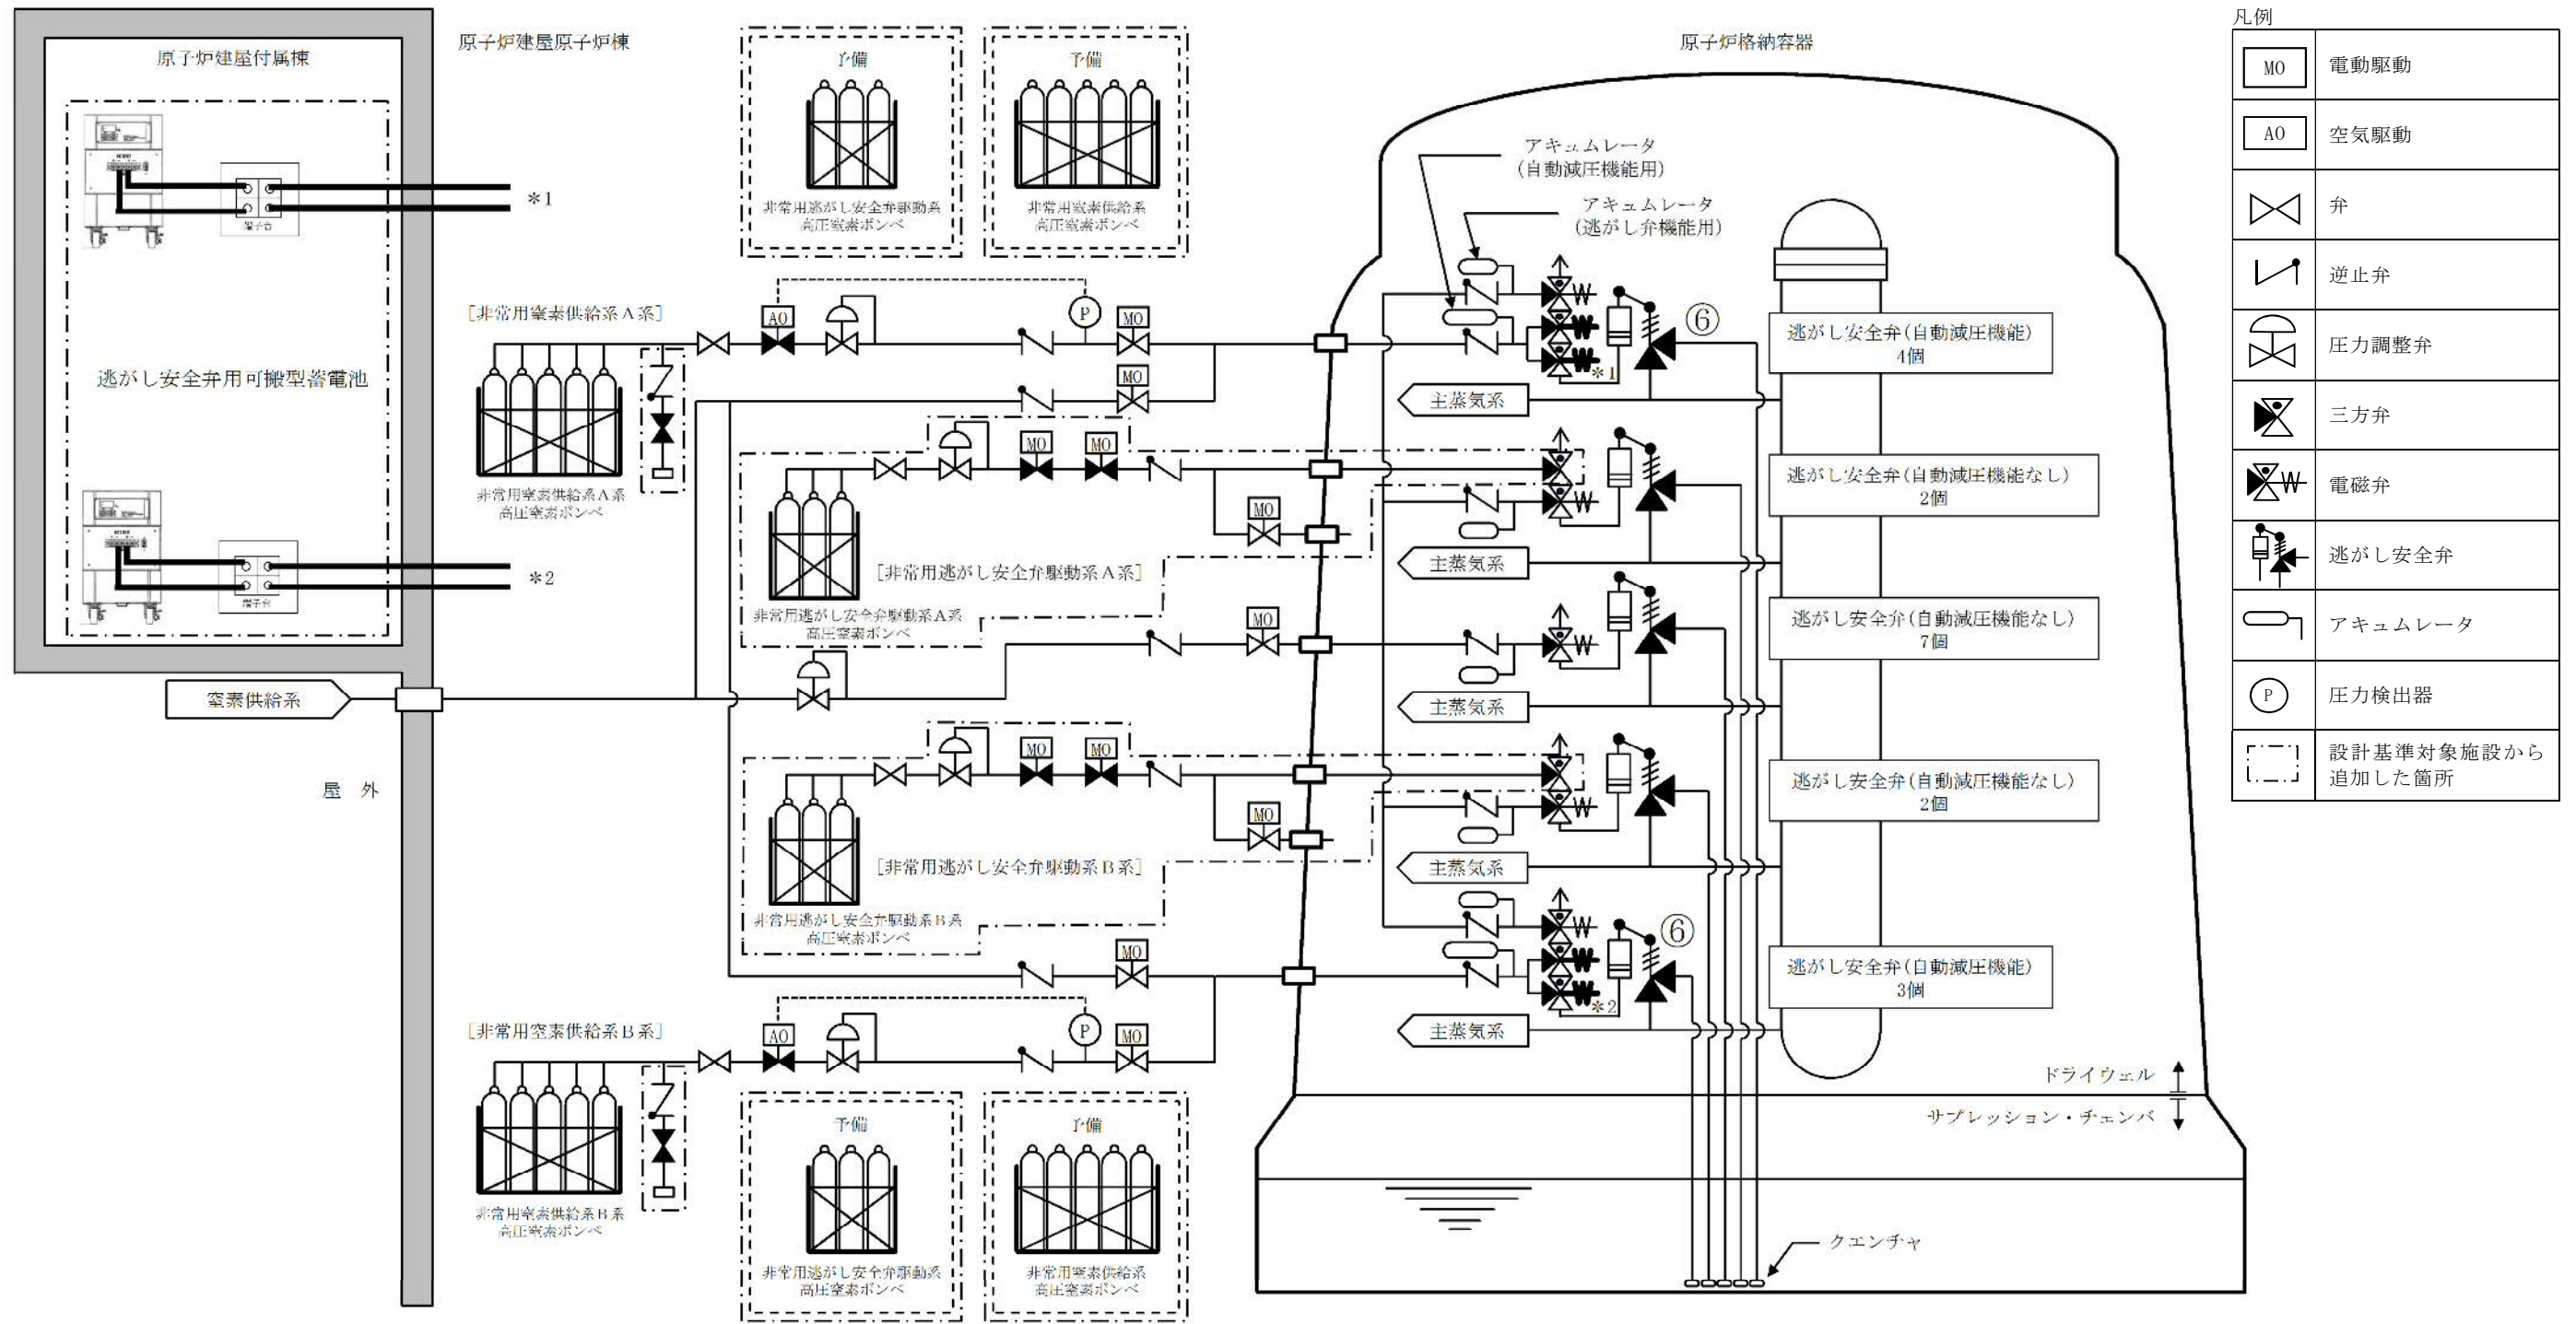 原子炉建屋付属棟
原子炉建屋原子炉棟
端子台
*1
逃がし安全弁用可搬型蓄電池
端子台
*2
窒素供給系
屋 外
予備
非常用逃がし安全弁駆動系
高圧窒素ボンベ
予備
非常用窒素供給系
高圧窒素ボンベ
[非常用窒素供給系A系]
AO
P
MO
MO
非常用窒素供給系A系
高圧窒素ボンベ
MO
MO
MO
[非常用逃がし安全弁駆動系A系]
非常用逃がし安全弁駆動系A系
高圧窒素ボンベ
MO
MO
MO
MO
[非常用逃がし安全弁駆動系B系]
非常用逃がし安全弁駆動系B系
高圧窒素ボンベ
MO
[非常用窒素供給系B系]
AO
P
MO
非常用窒素供給系B系
高圧窒素ボンベ
予備
非常用逃がし安全弁駆動系
高圧窒素ボンベ
予備
非常用窒素供給系
高圧窒素ボンベ
原子炉格納容器
アキュムレータ
(自動減圧機能用)
アキュムレータ
(逃がし弁機能用)
⑥
*1
逃がし安全弁(自動減圧機能)
4個
主蒸気系
逃がし安全弁(自動減圧機能なし)
2個
主蒸気系
逃がし安全弁(自動減圧機能なし)
7個
主蒸気系
逃がし安全弁(自動減圧機能なし)
2個
主蒸気系
⑥
*2
逃がし安全弁(自動減圧機能)
3個
主蒸気系
ドライウェル
サプレッション・チェンバ
クエンチャ
凡例
MO 電動駆動
AO 空気駆動
弁
逆止弁
圧力調整弁
三方弁
電磁弁
逃がし安全弁
アキュムレータ
P 圧力検出器
設計基準対象施設から
追加した箇所